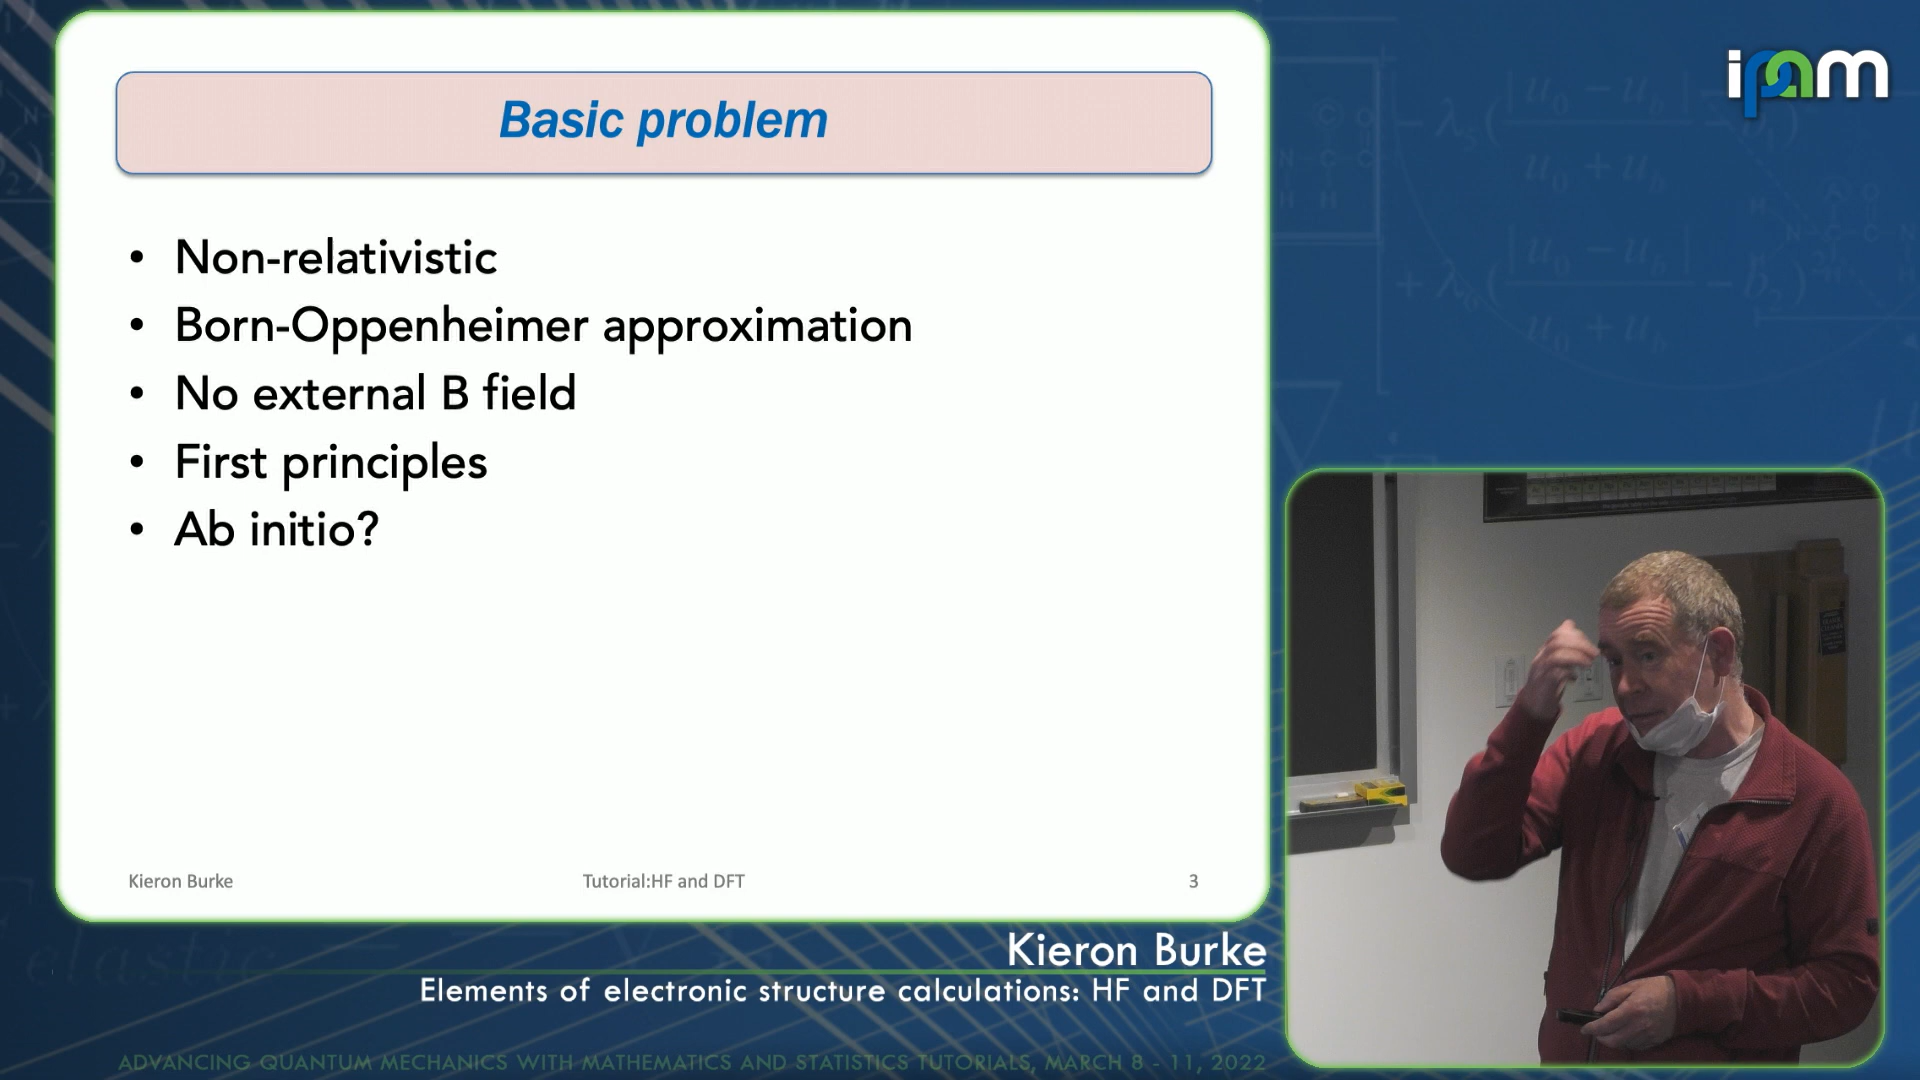 ipam
Basic problem
• Non-relativistic
• Born-Oppenheimer approximation
• No external B field
• First principles
• Ab initio?
Kieron Burke
Tutorial:HF and DFT
3
Kieron Burke
Elements of electronic structure calculations: HF and DFT
ADVANCING QUANTUM MECHANICS WITH MATHEMATICS AND STATISTICS TUTORIALS, MARCH 8 - 11, 2022
elastic